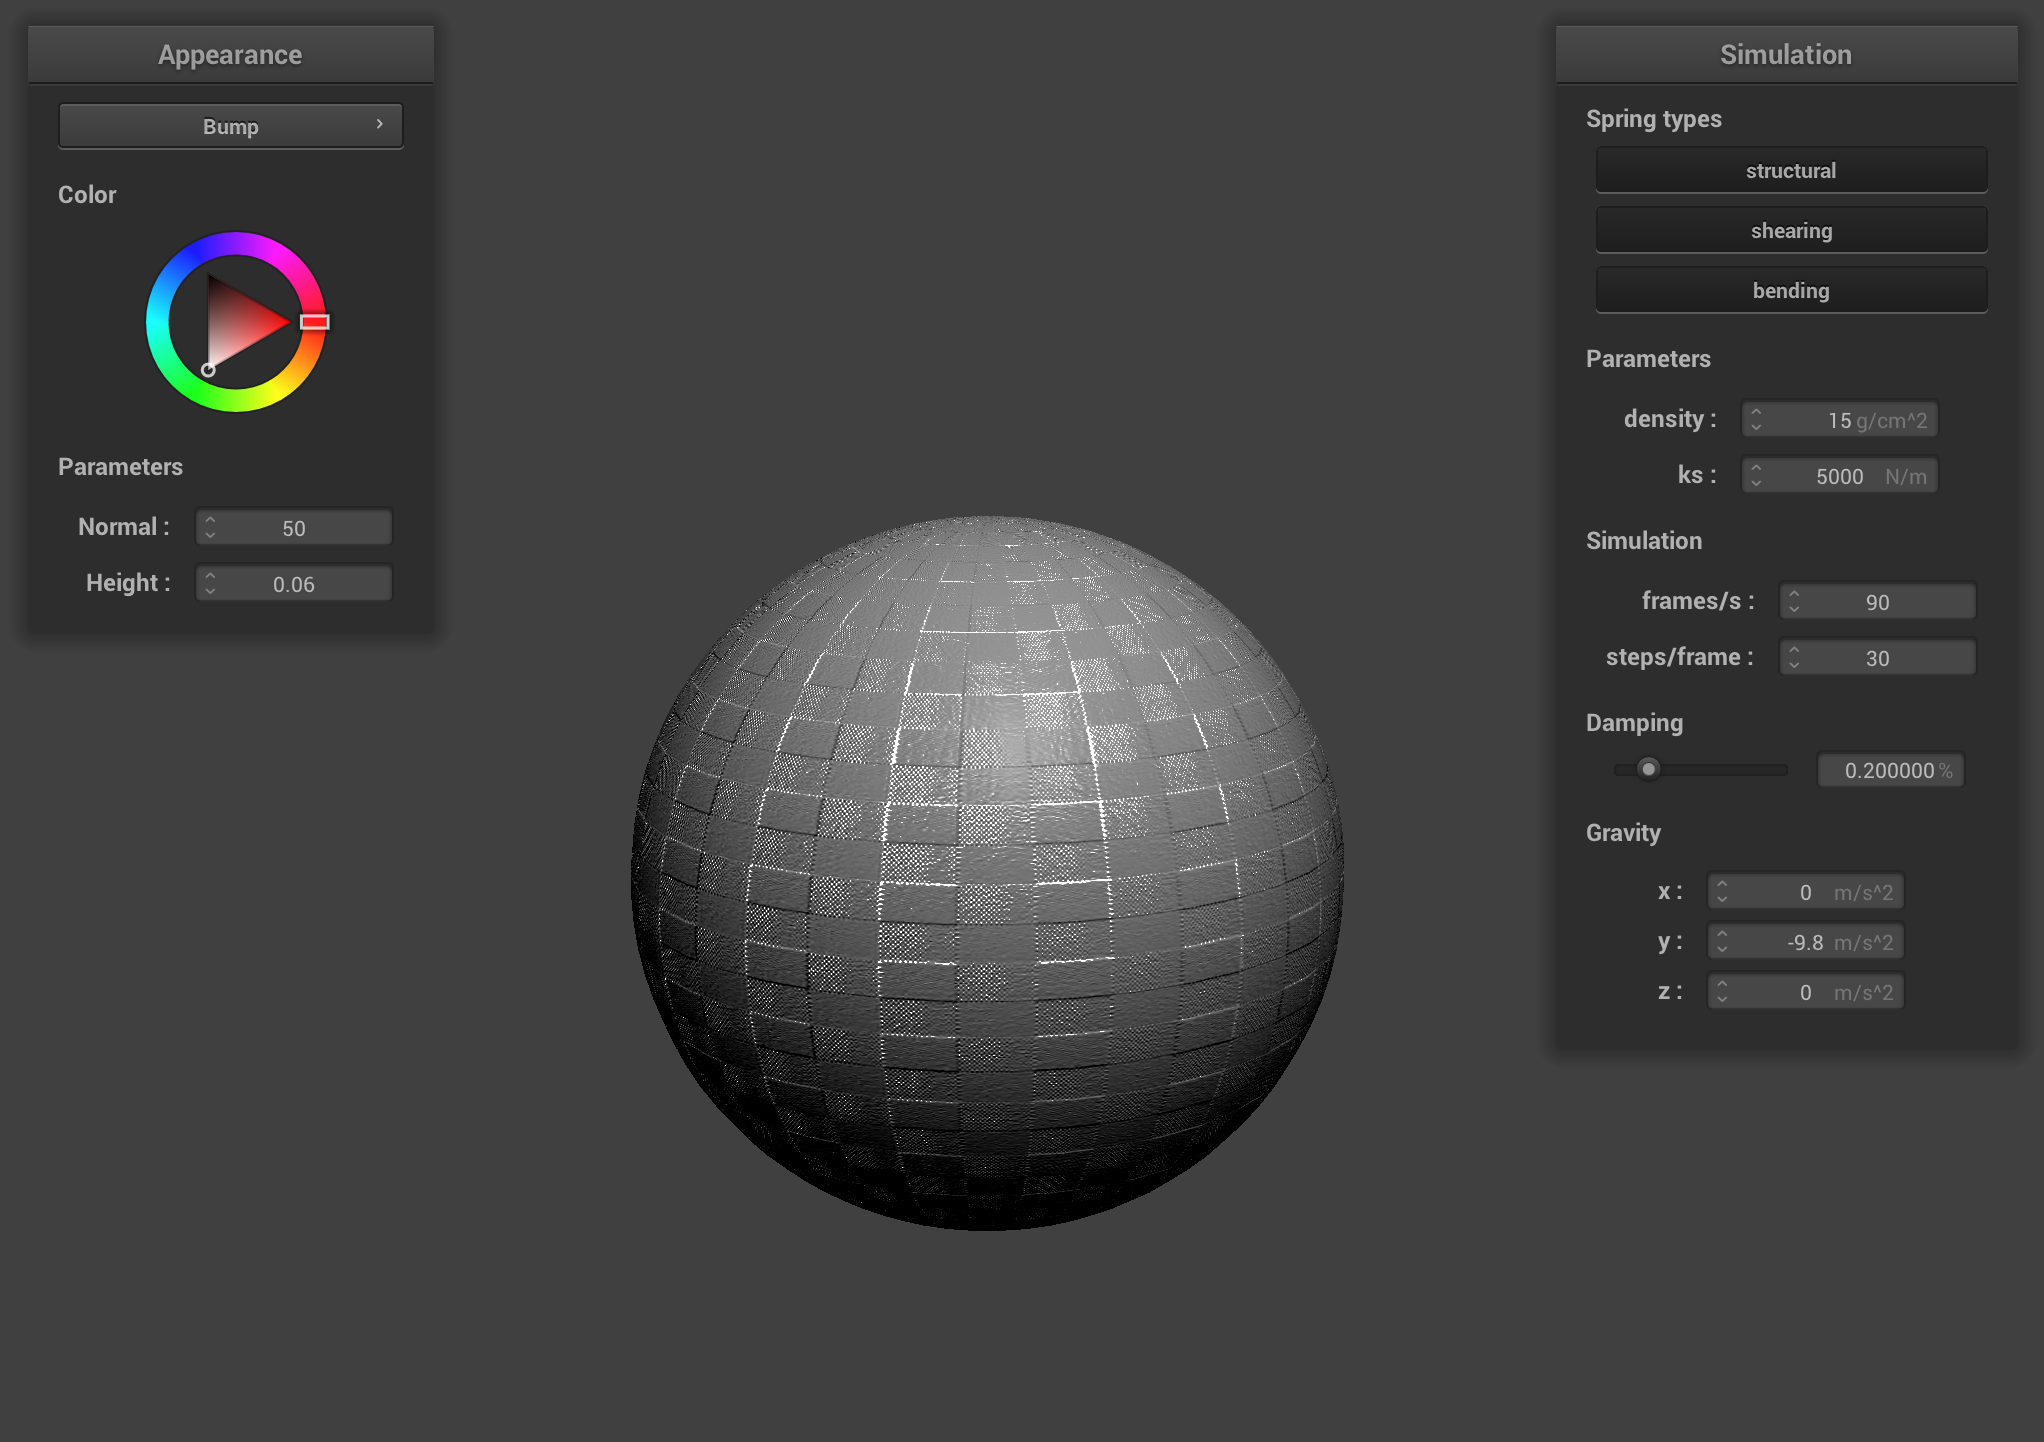 Appearance
Bump
Color
Parameters
Normal : 50
Height : 0.06
Simulation
Spring types
structural
shearing
bending
Parameters
density : 15 g/cm^2
ks : 5000 N/m
Simulation
frames/s : 90
steps/frame : 30
Damping
0.200000 %
Gravity
x : 0 m/s^2
y : -9.8 m/s^2
z : 0 m/s^2